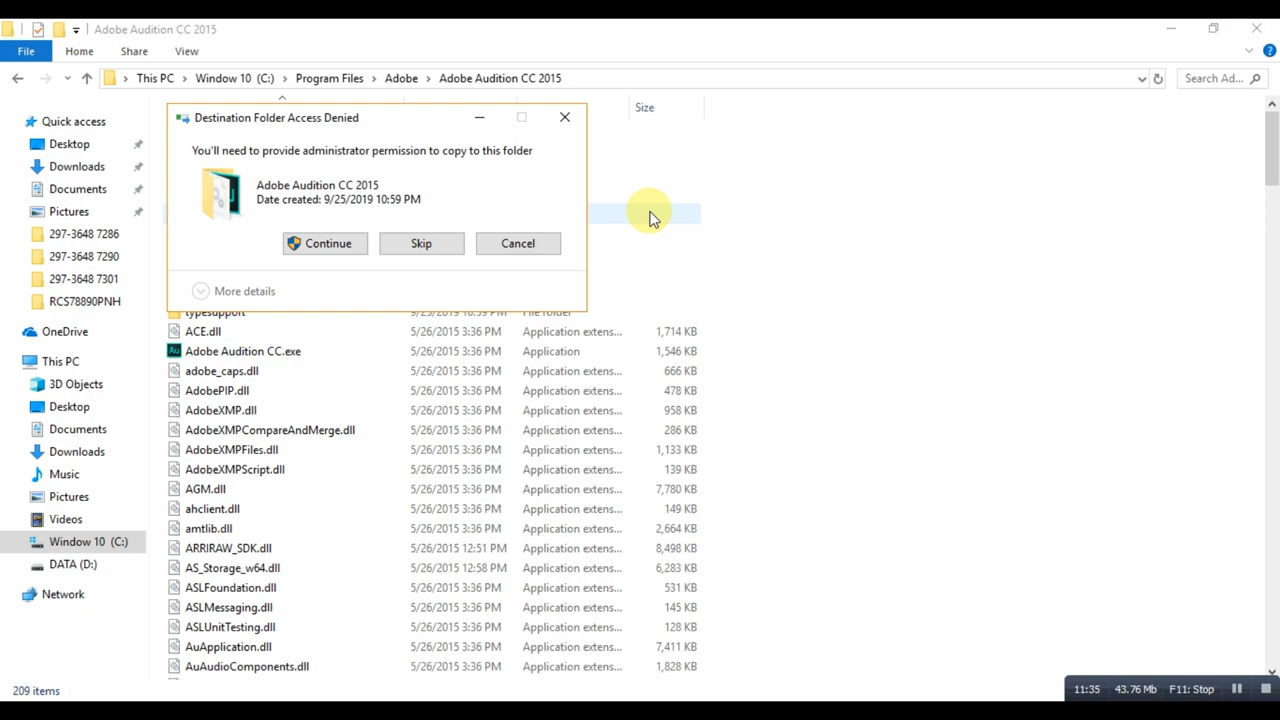 Adobe Audition CC 2015
File Home Share View
This PC Window 10 (C:) Program Files Adobe Adobe Audition CC 2015 Search Ad...
Size
Quick access
Desktop
Downloads
Documents
Pictures
297-3648 7286
297-3648 7290
297-3648 7301
RCS78890PNH
OneDrive
This PC
3D Objects
Desktop
Documents
Downloads
Music
Pictures
Videos
Window 10 (C:)
DATA (D:)
Network
Destination Folder Access Denied
You'll need to provide administrator permission to copy to this folder
Adobe Audition CC 2015
Date created: 9/25/2019 10:59 PM
Continue Skip Cancel
More details
typesupport 9/25/2019 10:59 PM File folder
ACE.dll 5/26/2015 3:36 PM Application extens... 1,714 KB
Adobe Audition CC.exe 5/26/2015 3:36 PM Application 1,546 KB
adobe_caps.dll 5/26/2015 3:36 PM Application extens... 666 KB
AdobePIP.dll 5/26/2015 3:36 PM Application extens... 478 KB
AdobeXMP.dll 5/26/2015 3:36 PM Application extens... 958 KB
AdobeXMPCompareAndMerge.dll 5/26/2015 3:36 PM Application extens... 286 KB
AdobeXMPFiles.dll 5/26/2015 3:36 PM Application extens... 1,133 KB
AdobeXMPScript.dll 5/26/2015 3:36 PM Application extens... 139 KB
AGM.dll 5/26/2015 3:36 PM Application extens... 7,780 KB
ahclient.dll 5/26/2015 3:36 PM Application extens... 149 KB
amtlib.dll 5/26/2015 3:36 PM Application extens... 2,664 KB
ARRIRAW_SDK.dll 5/26/2015 12:51 PM Application extens... 8,498 KB
AS_Storage_w64.dll 5/26/2015 12:58 PM Application extens... 6,283 KB
ASLFoundation.dll 5/26/2015 3:36 PM Application extens... 531 KB
ASLMessaging.dll 5/26/2015 3:36 PM Application extens... 145 KB
ASLUnitTesting.dll 5/26/2015 3:36 PM Application extens... 128 KB
AuApplication.dll 5/26/2015 3:36 PM Application extens... 7,411 KB
AuAudioComponents.dll 5/26/2015 3:36 PM Application extens... 1,828 KB
209 items
11:35 43.76 Mb F11: Stop